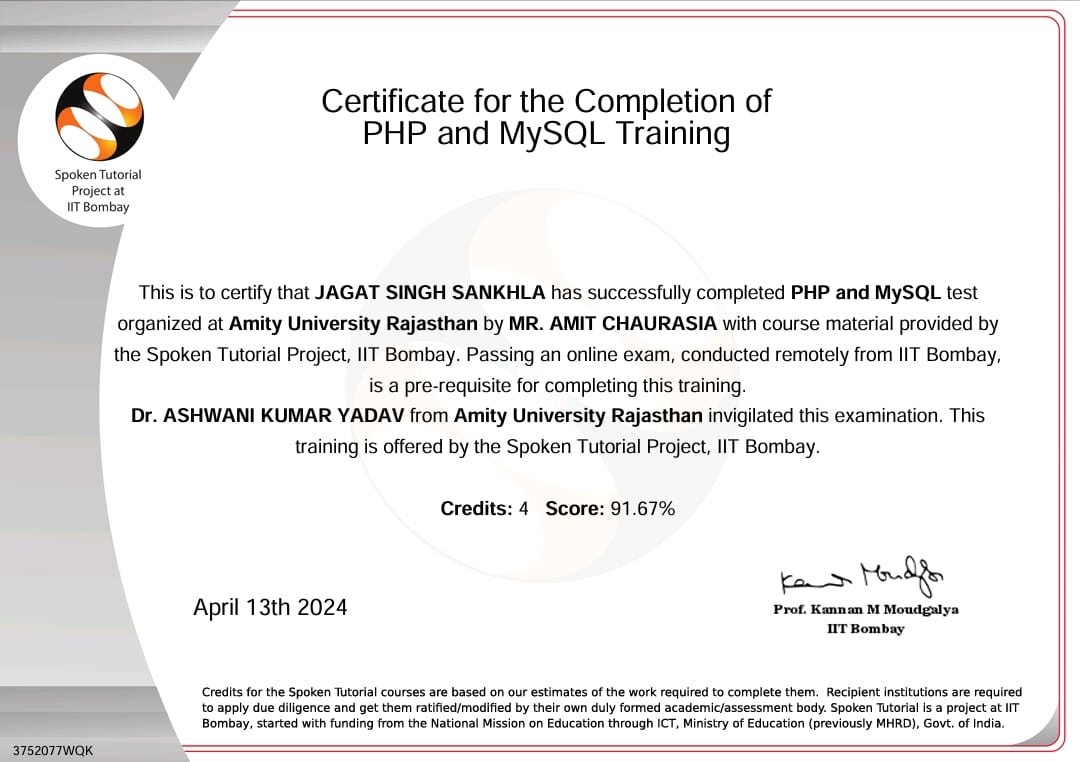 Certificate for the Completion of
PHP and MySQL Training
Spoken Tutorial
Project at
IIT Bombay
This is to certify that JAGAT SINGH SANKHLA has successfully completed PHP and MySQL test
organized at Amity University Rajasthan by MR. AMIT CHAURASIA with course material provided by
the Spoken Tutorial Project, IIT Bombay. Passing an online exam, conducted remotely from IIT Bombay,
is a pre-requisite for completing this training.
Dr. ASHWANI KUMAR YADAV from Amity University Rajasthan invigilated this examination. This
training is offered by the Spoken Tutorial Project, IIT Bombay.
Credits: 4 Score: 91.67%
April 13th 2024
Prof. Kannan M Moudgalya
IIT Bombay
Credits for the Spoken Tutorial courses are based on our estimates of the work required to complete them. Recipient institutions are required
to apply due diligence and get them ratified/modified by their own duly formed academic/assessment body. Spoken Tutorial is a project at IIT
Bombay, started with funding from the National Mission on Education through ICT, Ministry of Education (previously MHRD), Govt. of India.
3752077WQK